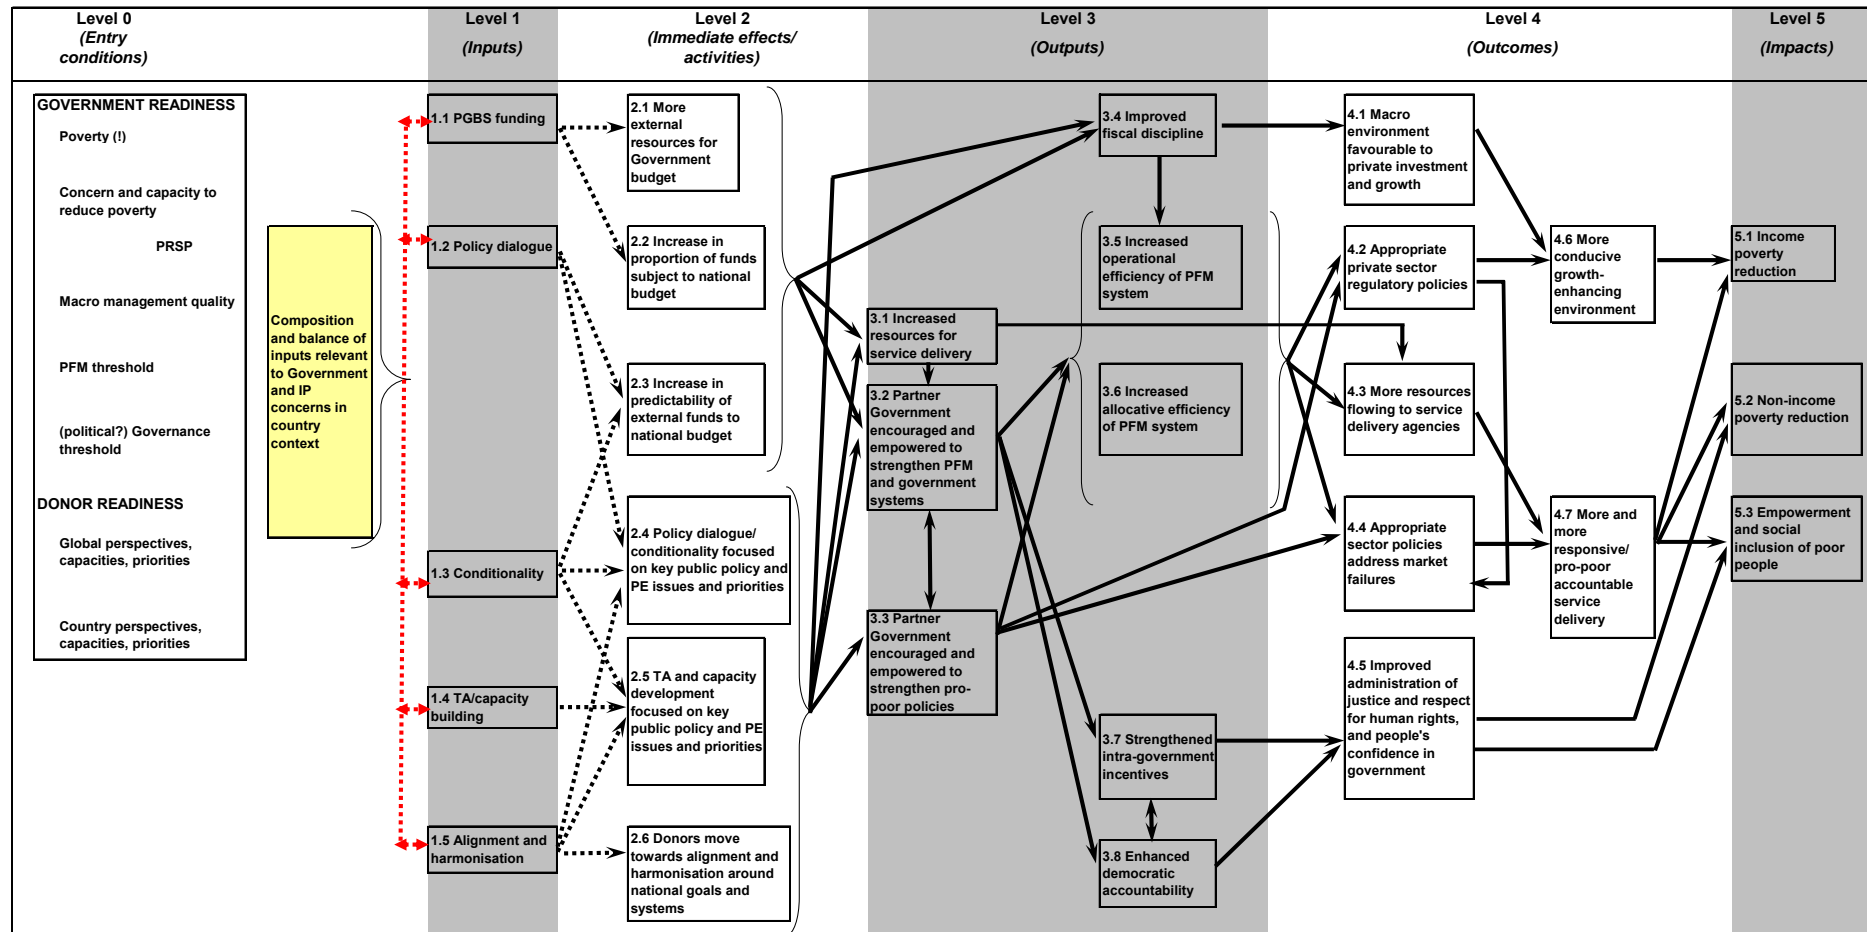 Level 0
(Entry
conditions)
Level 1
(Inputs)
Level 2
(Immediate effects/
activities)
Level 3
(Outputs)
Level 4
(Outcomes)
Level 5
(Impacts)
GOVERNMENT READINESS
Poverty (!)
Concern and capacity to
reduce poverty
PRSP
Macro management quality
PFM threshold
(political?) Governance
threshold
DONOR READINESS
Global perspectives,
capacities, priorities
Country perspectives,
capacities, priorities
Composition
and balance of
inputs relevant
to Government
and IP
concerns in
country
context
1.1 PGBS funding
1.2 Policy dialogue
1.3 Conditionality
1.4 TA/capacity
building
1.5 Alignment and
harmonisation
2.1 More
external
resources for
Government
budget
2.2 Increase in
proportion of funds
subject to national
budget
2.3 Increase in
predictability of
external funds to
national budget
2.4 Policy dialogue/
conditionality focused
on key public policy and
PE issues and priorities
2.5 TA and capacity
development
focused on key
public policy and PE
issues and priorities
2.6 Donors move
towards alignment and
harmonisation around
national goals and
systems
3.1 Increased
resources for
service delivery
3.2 Partner
Government
encouraged and
empowered to
strengthen PFM
and government
systems
3.3 Partner
Government
encouraged and
empowered to
strengthen pro-
poor policies
3.4 Improved
fiscal discipline
3.5 Increased
operational
efficiency of PFM
system
3.6 Increased
allocative efficiency
of PFM system
3.7 Strengthened
intra-government
incentives
3.8 Enhanced
democratic
accountability
4.1 Macro
environment
favourable to
private investment
and growth
4.2 Appropriate
private sector
regulatory policies
4.3 More resources
flowing to service
delivery agencies
4.4 Appropriate
sector policies
address market
failures
4.5 Improved
administration of
justice and respect
for human rights,
and people's
confidence in
government
4.6 More
conducive
growth-
enhancing
environment
4.7 More and
more
responsive/
pro-poor
accountable
service
delivery
5.1 Income
poverty
reduction
5.2 Non-income
poverty reduction
5.3 Empowerment
and social
inclusion of poor
people